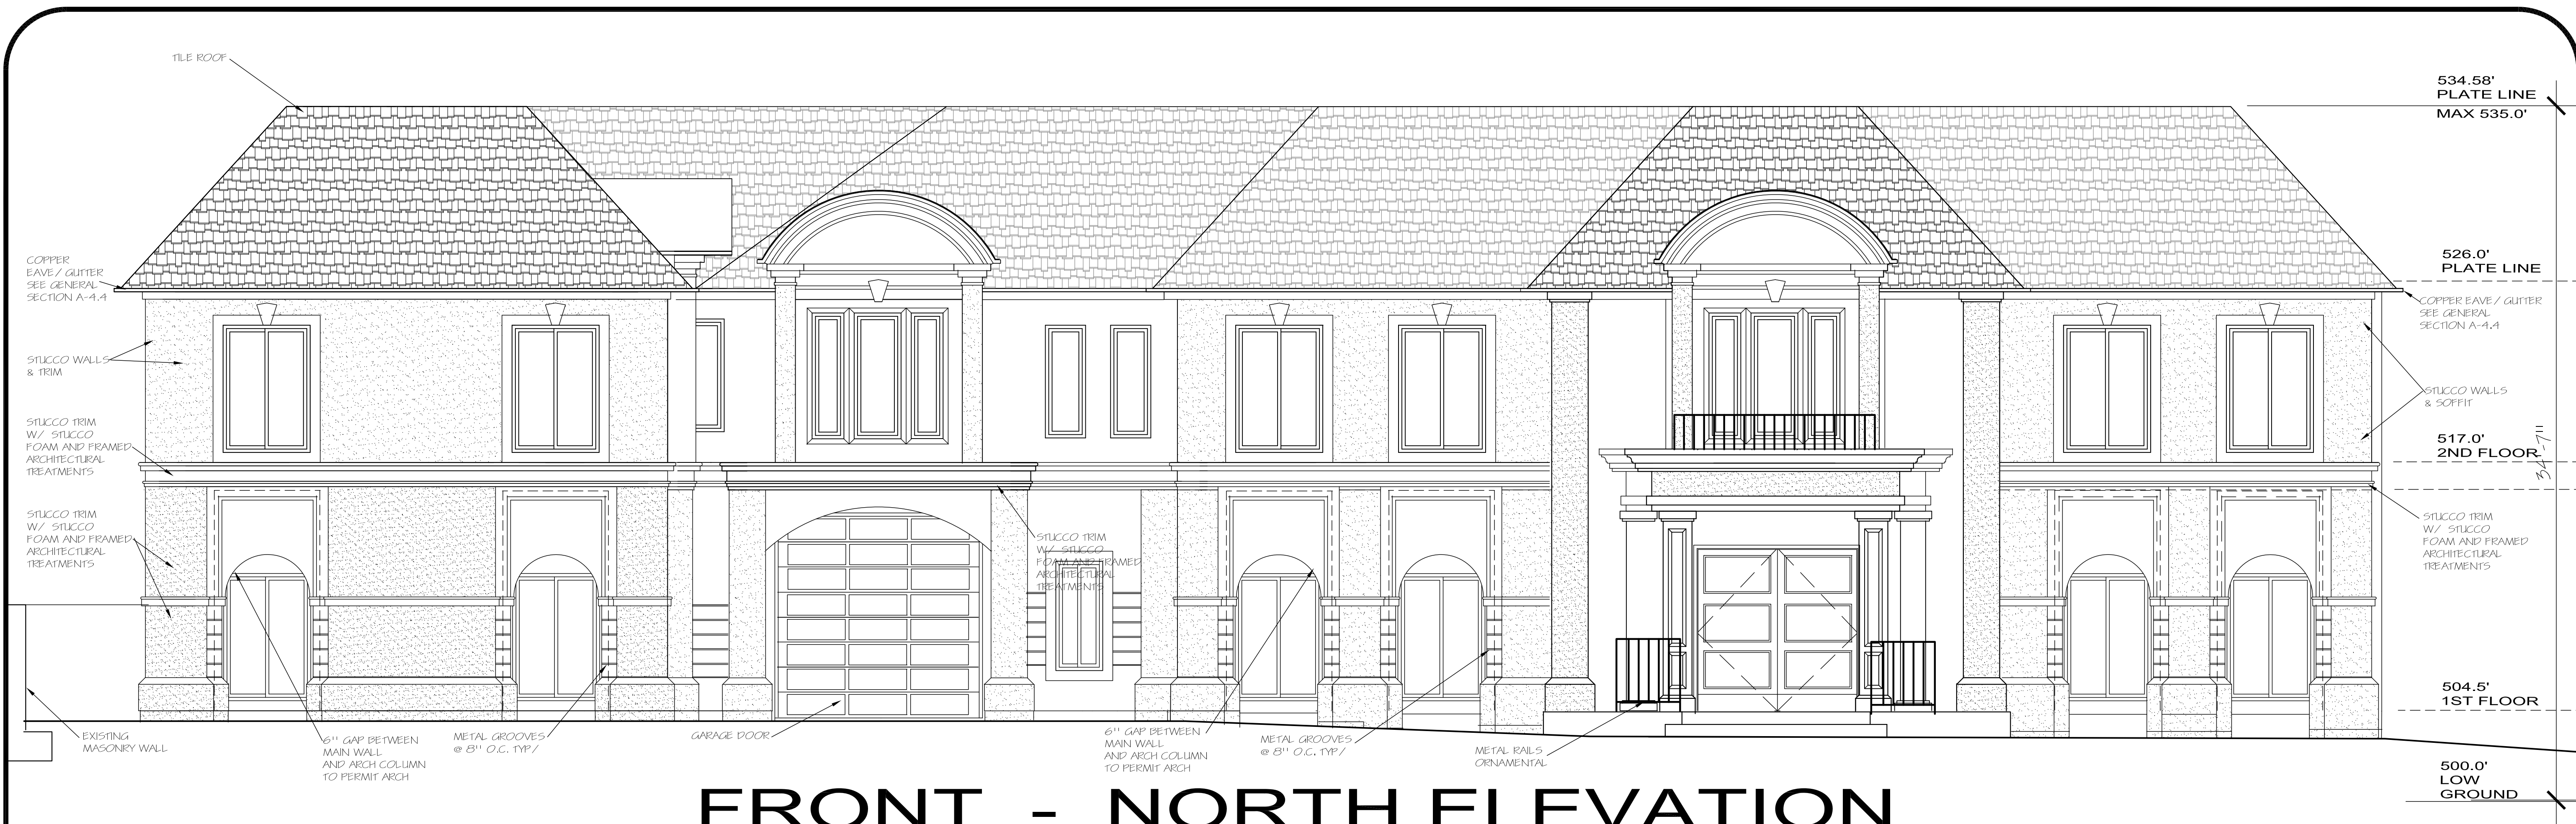 TILE ROOF
534.58'
PLATE LINE
MAX 535.0'
COPPER
EAVE/ GUTTER
SEE GENERAL
SECTION A-4.4
526.0'
PLATE LINE
COPPER EAVE/ GUTTER
SEE GENERAL
SECTION A-4.4
STUCCO WALLS
& TRIM
STUCCO WALLS
& SOFFIT
STUCCO TRIM
W/ STUCCO
FOAM AND FRAMED
ARCHITECTURAL
TREATMENTS
517.0'
2ND FLOOR
34'-7"
STUCCO TRIM
W/ STUCCO
FOAM AND FRAMED
ARCHITECTURAL
TREATMENTS
STUCCO TRIM
W/ STUCCO
FOAM AND FRAMED
ARCHITECTURAL
TREATMENTS
STUCCO TRIM
W/ STUCCO
FOAM AND FRAMED
ARCHITECTURAL
TREATMENTS
504.5'
1ST FLOOR
EXISTING
MASONRY WALL
6'' GAP BETWEEN
MAIN WALL
AND ARCH COLUMN
TO PERMIT ARCH
METAL GROOVES
@ 8'' O.C. TYP/
GARAGE DOOR
6'' GAP BETWEEN
MAIN WALL
AND ARCH COLUMN
TO PERMIT ARCH
METAL GROOVES
@ 8'' O.C. TYP/
METAL RAILS
ORNAMENTAL
500.0'
LOW
GROUND
FRONT - NORTH ELEVATION